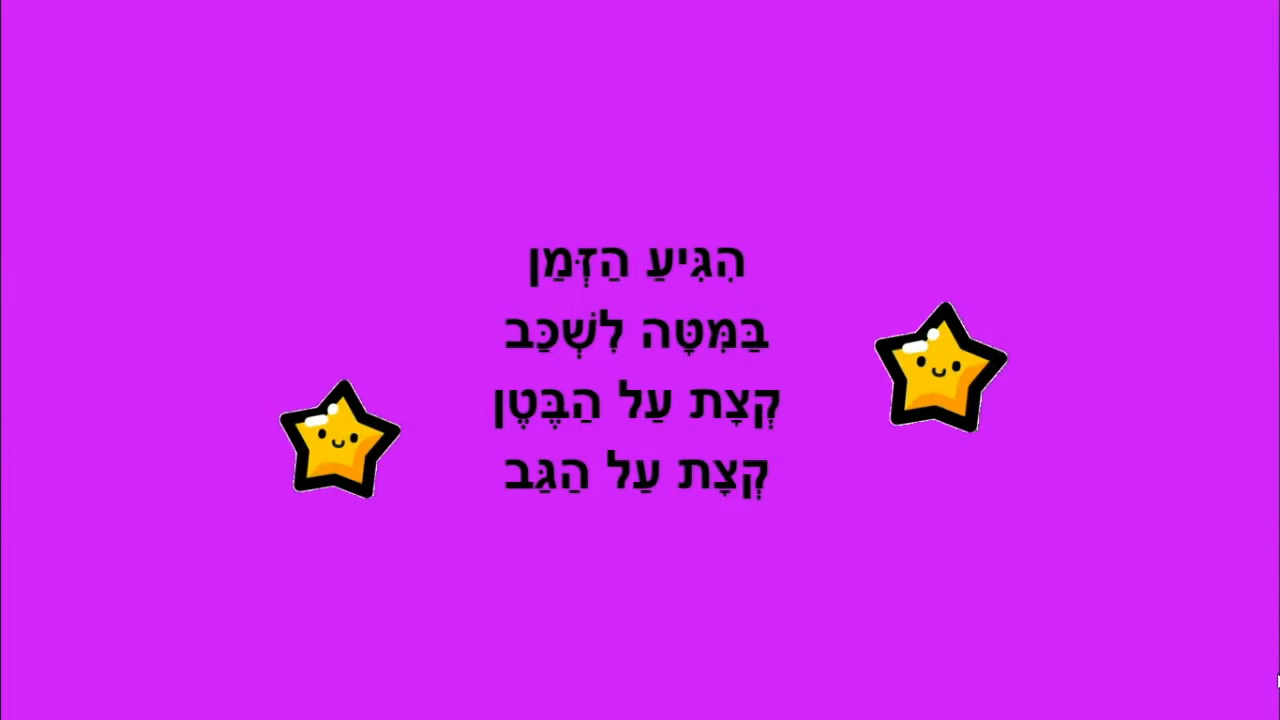 הִגִּיעַ הַזְּמַן
בַּמִּטָּה לִשְׁכַּב
קְצָת עַל הַבֶּטֶן
קְצָת עַל הַגַּב